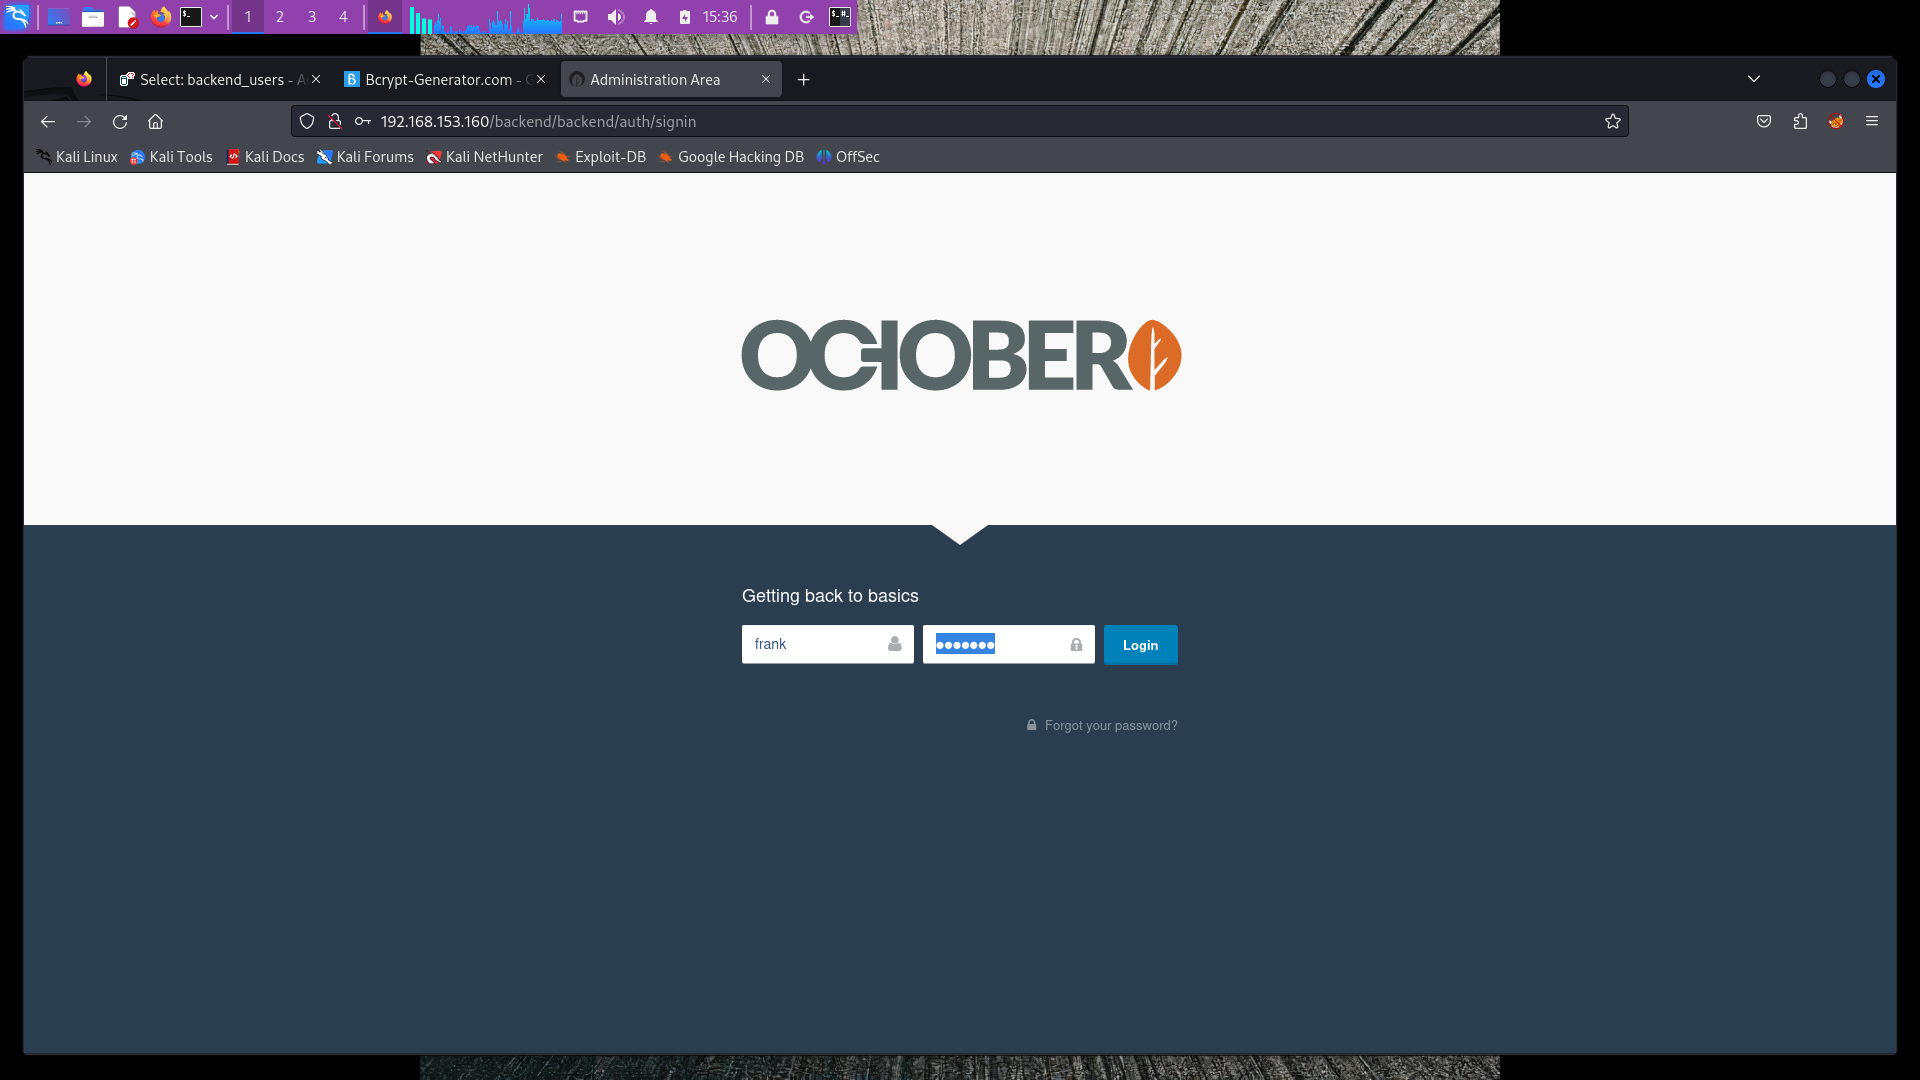 1 2 3 4 15:36
Select: backend_users - A
Bcrypt-Generator.com - G
Administration Area
192.168.153.160/backend/backend/auth/signin
Kali Linux Kali Tools Kali Docs Kali Forums Kali NetHunter Exploit-DB Google Hacking DB OffSec
OCTOBER
Getting back to basics
frank ●●●●●●● Login
Forgot your password?